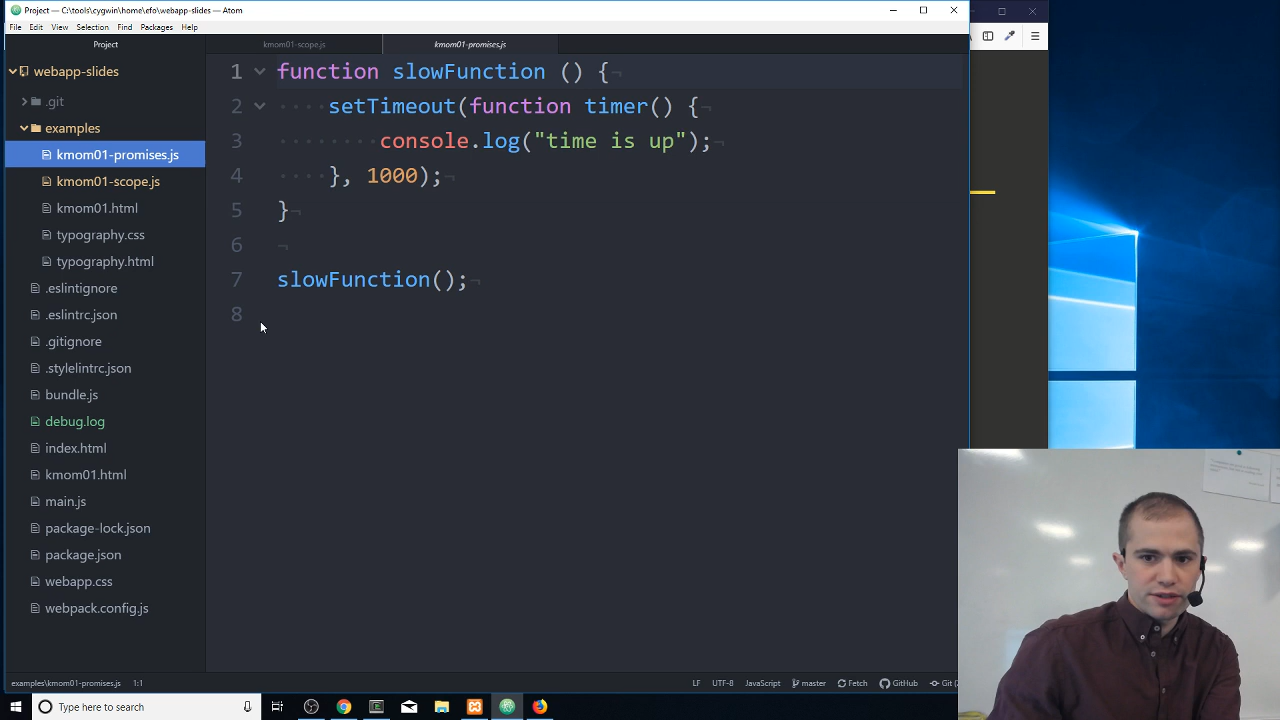 Project — C:\tools\cygwin\home\efo\webapp-slides — Atom
File Edit View Selection Find Packages Help
Project
kmom01-scope.js
kmom01-promises.js
webapp-slides
.git
examples
kmom01-promises.js
kmom01-scope.js
kmom01.html
typography.css
typography.html
.eslintignore
.eslintrc.json
.gitignore
.stylelintrc.json
bundle.js
debug.log
index.html
kmom01.html
main.js
package-lock.json
package.json
webapp.css
webpack.config.js
1 function slowFunction () {
2 setTimeout(function timer() {
3 console.log("time is up");
4 }, 1000);
5 }
6
7 slowFunction();
8
examples\kmom01-promises.js 1:1
LF UTF-8 JavaScript master Fetch GitHub Git
Type here to search